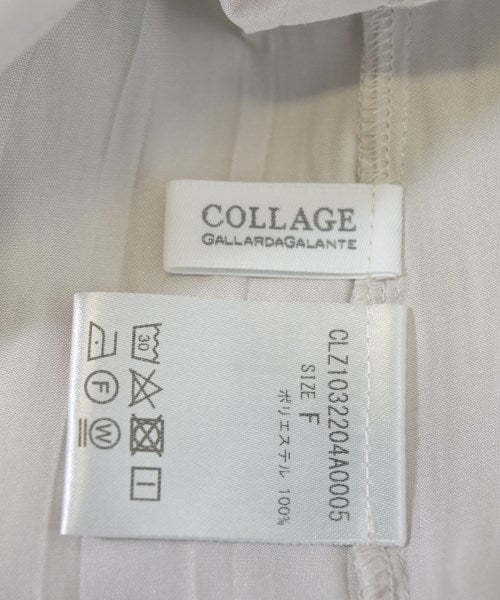 COLLAGE
GALLARDAGALANTE
CLZ1032204A0005
SIZE F
ポリエステル 100%
30
F
W